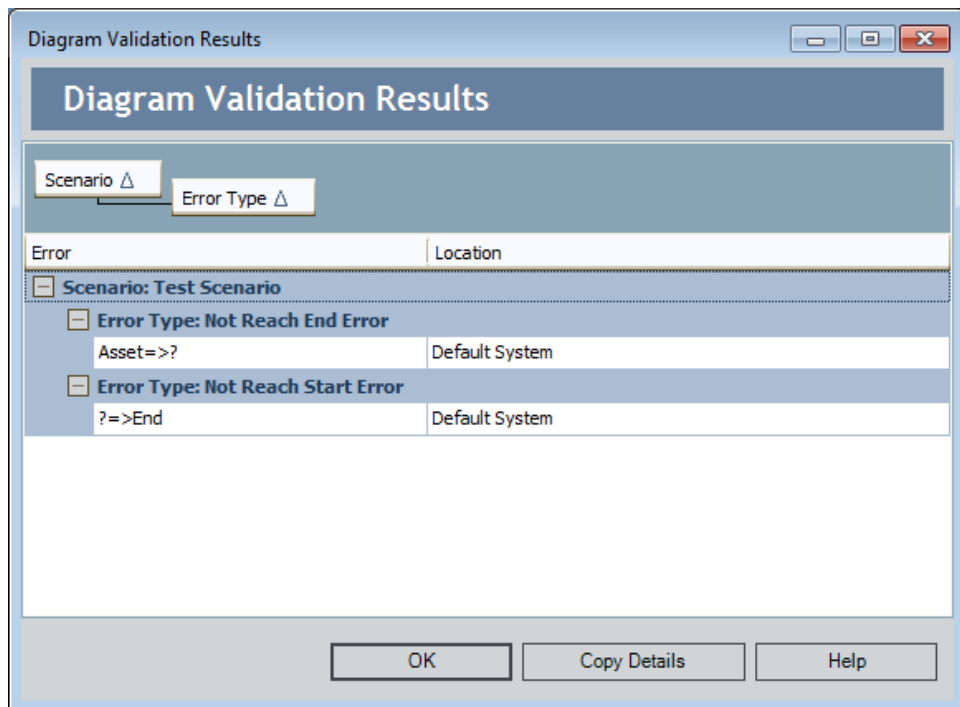 Diagram Validation Results
Diagram Validation Results
Scenario △
Error Type △
Error Location
Scenario: Test Scenario
Error Type: Not Reach End Error
Asset=>? Default System
Error Type: Not Reach Start Error
?=>End Default System
OK Copy Details Help